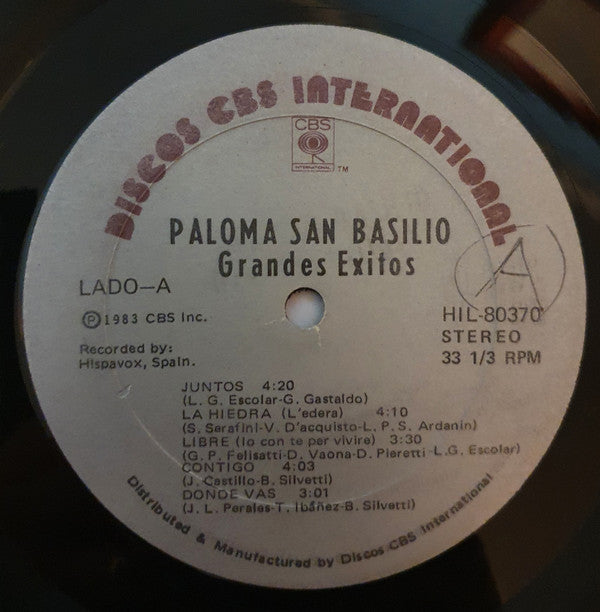 DISCOS CBS INTERNATIONAL
CBS
INTERNATIONAL
TM
PALOMA SAN BASILIO
Grandes Exitos
LADO-A
A
Ⓟ1983 CBS Inc.
HIL-80370
STEREO
33 1/3 RPM
Recorded by:
Hispavox, Spain.
JUNTOS 4:20
(L. G. Escolar-G. Gastaldo)
LA HIEDRA (L'edera) 4:10
(S. Serafini-V. D'acquisto-L. P.S. Ardanin)
LIBRE (Io con te per vivire) 3:30
(G. P. Felisatti-D. Vaona-D. Pieretti-L.G. Escolar)
CONTIGO 4:03
(J. Castillo-B. Silvetti)
DONDE VAS 3:01
(J. L. Perales-T. Ibáñez-B. Silvetti)
Distributed & Manufactured by Discos CBS International